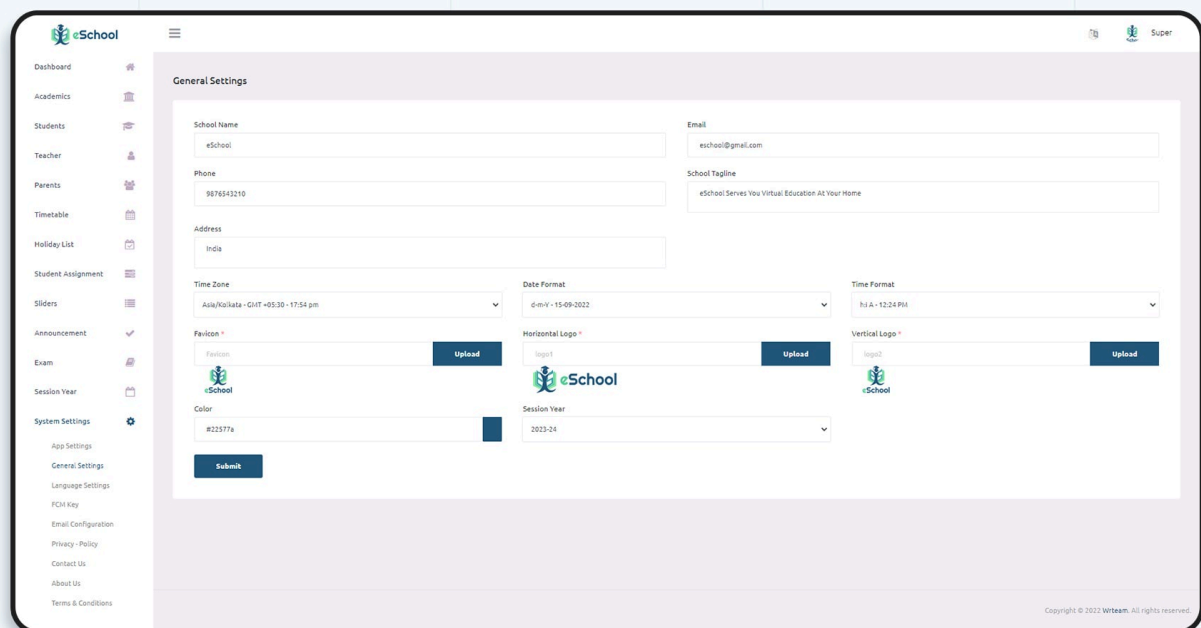 eSchool
Super
Dashboard
Academics
Students
Teacher
Parents
Timetable
Holiday List
Student Assignment
Sliders
Announcement
Exam
Session Year
System Settings
App Settings
General Settings
Language Settings
FCM Key
Email Configuration
Privacy - Policy
Contact Us
About Us
Terms & Conditions
General Settings
School Name
eSchool
Email
eschool@gmail.com
Phone
9876543210
School Tagline
eSchool Serves You Virtual Education At Your Home
Address
India
Time Zone
Asia/Kolkata - GMT +05:30 - 17:54 pm
Date Format
d-m-Y - 15-09-2022
Time Format
h:i A - 12:24 PM
Favicon *
Favicon
Upload
eSchool
Horizontal Logo *
logo1
Upload
eSchool
Vertical Logo *
logo2
Upload
eSchool
Color
#22577a
Session Year
2023-24
Submit
Copyright © 2022 Wrteam. All rights reserved.